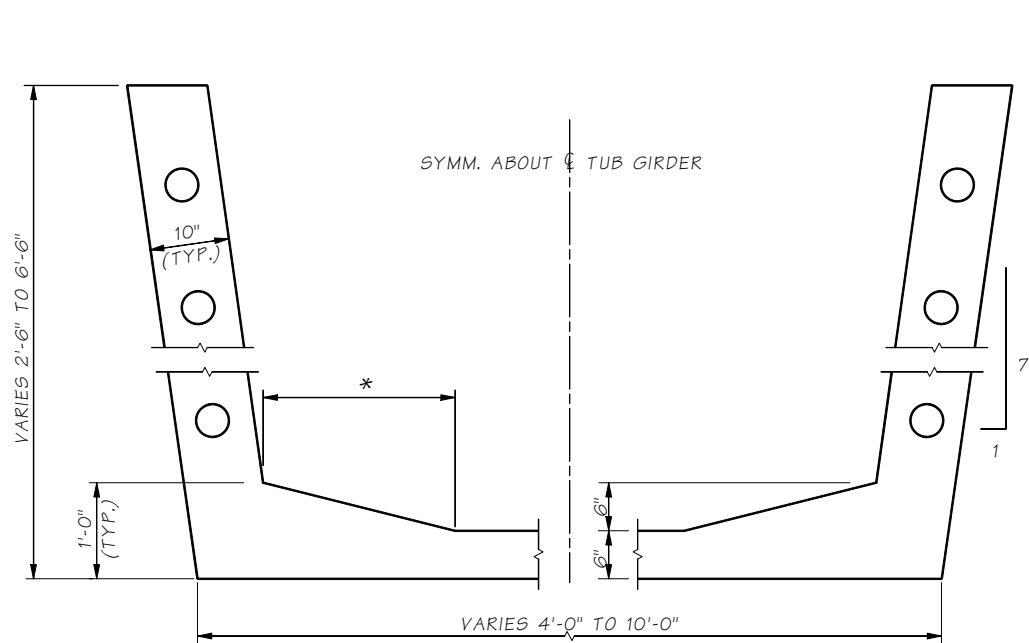 SYMM. ABOUT ℄ TUB GIRDER
10"
(TYP.)
VARIES 2'-6" TO 6'-6"
*
7
1
1'-0"
(TYP.)
6"
6"
VARIES 4'-0" TO 10'-0"